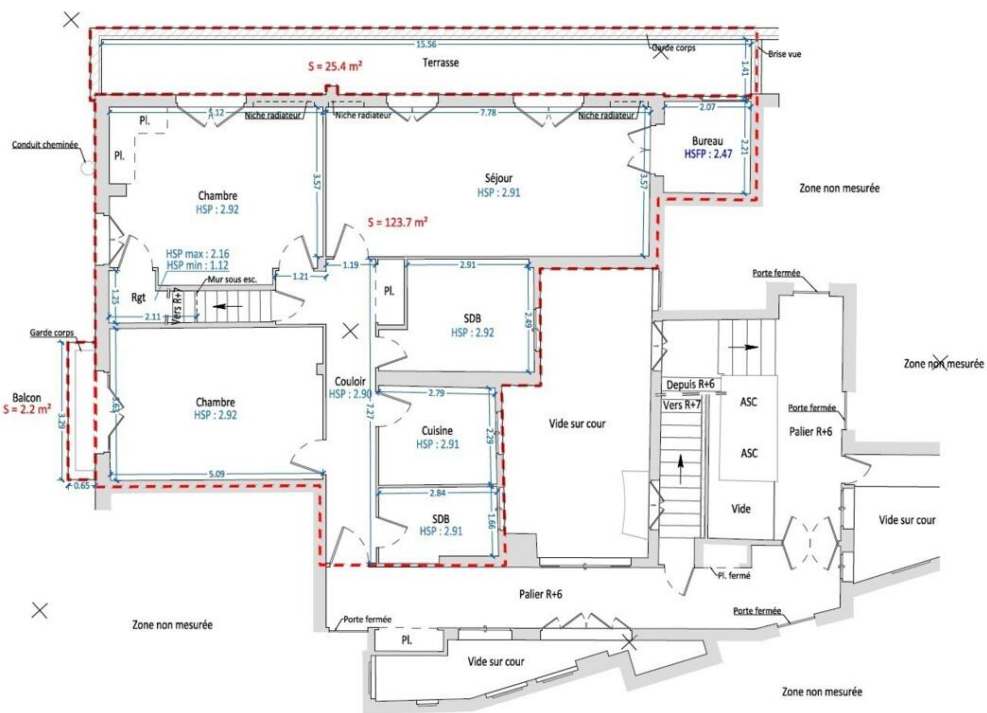 Garde corps
15.56
Brise vue
S = 25.4 m²
Terrasse
1.41
5.12
Niche radiateur
Niche radiateur
7.78
Niche radiateur
2.07
Pl.
Pl.
Bureau
HSFP : 2.47
2.21
Conduit cheminée
Chambre
HSP : 2.92
3.57
Séjour
HSP : 2.91
3.57
Zone non mesurée
S = 123.7 m²
HSP max : 2.16
HSP min : 1.12
1.21
1.19
2.91
Porte fermée
Mur sous esc.
Rgt
1.25
2.11
Vers R+7
Pl.
SDB
HSP : 2.92
2.49
Garde corps
Zone non mesurée
Balcon
S = 2.2 m²
3.29
0.65
Chambre
HSP : 2.92
3.63
5.09
Couloir
HSP : 2.90
7.27
2.79
Cuisine
HSP : 2.91
2.29
Vide sur cour
Depuis R+6
Vers R+7
ASC
ASC
Vide
Porte fermée
Palier R+6
2.84
SDB
HSP : 2.91
1.66
Vide sur cour
Pl. fermé
Palier R+6
Porte fermée
Porte fermée
Zone non mesurée
Pl.
Vide sur cour
Zone non mesurée